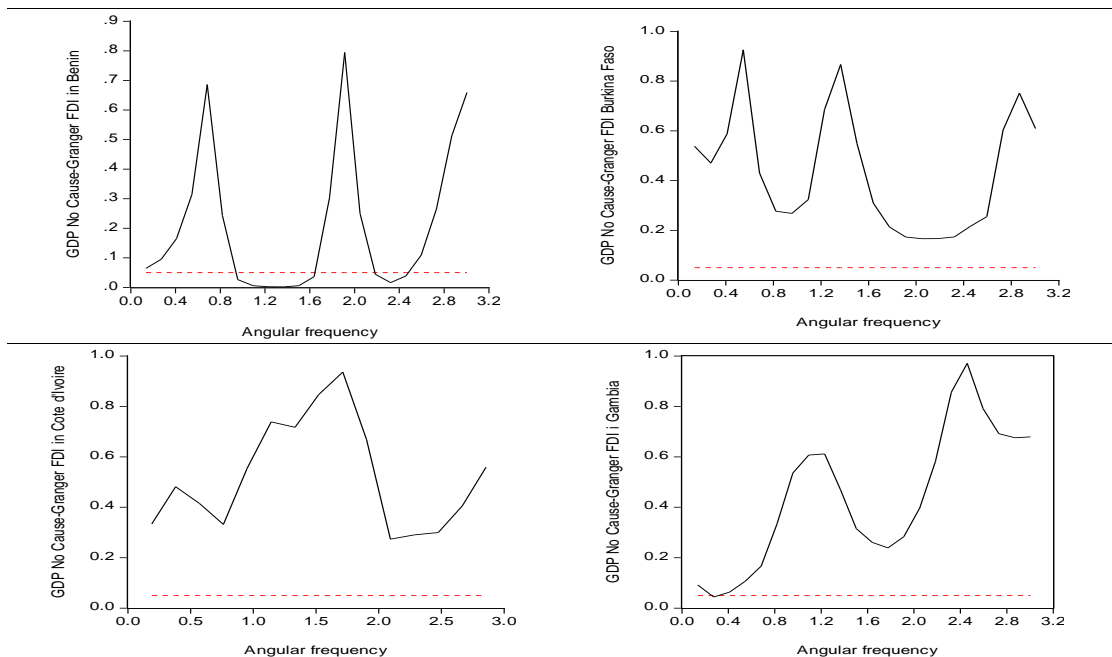 GDP No Cause-Granger FDI in Benin
.9
.8
.7
.6
.5
.4
.3
.2
.1
.0
0.0 0.4 0.8 1.2 1.6 2.0 2.4 2.8 3.2
Angular frequency
GDP No Cause-Granger FDI Burkina Faso
1.0
0.8
0.6
0.4
0.2
0.0
0.0 0.4 0.8 1.2 1.6 2.0 2.4 2.8 3.2
Angular frequency
GDP No Cause-Granger FDI in Cote d'Ivoire
1.0
0.8
0.6
0.4
0.2
0.0
0.0 0.5 1.0 1.5 2.0 2.5 3.0
Angular frequency
GDP No Cause-Granger FDI i Gambia
1.0
0.8
0.6
0.4
0.2
0.0
0.0 0.4 0.8 1.2 1.6 2.0 2.4 2.8 3.2
Angular frequency